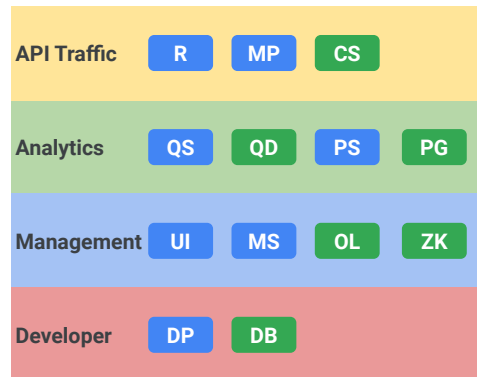 API Traffic R MP CS
Analytics QS QD PS PG
Management UI MS OL ZK
Developer DP DB